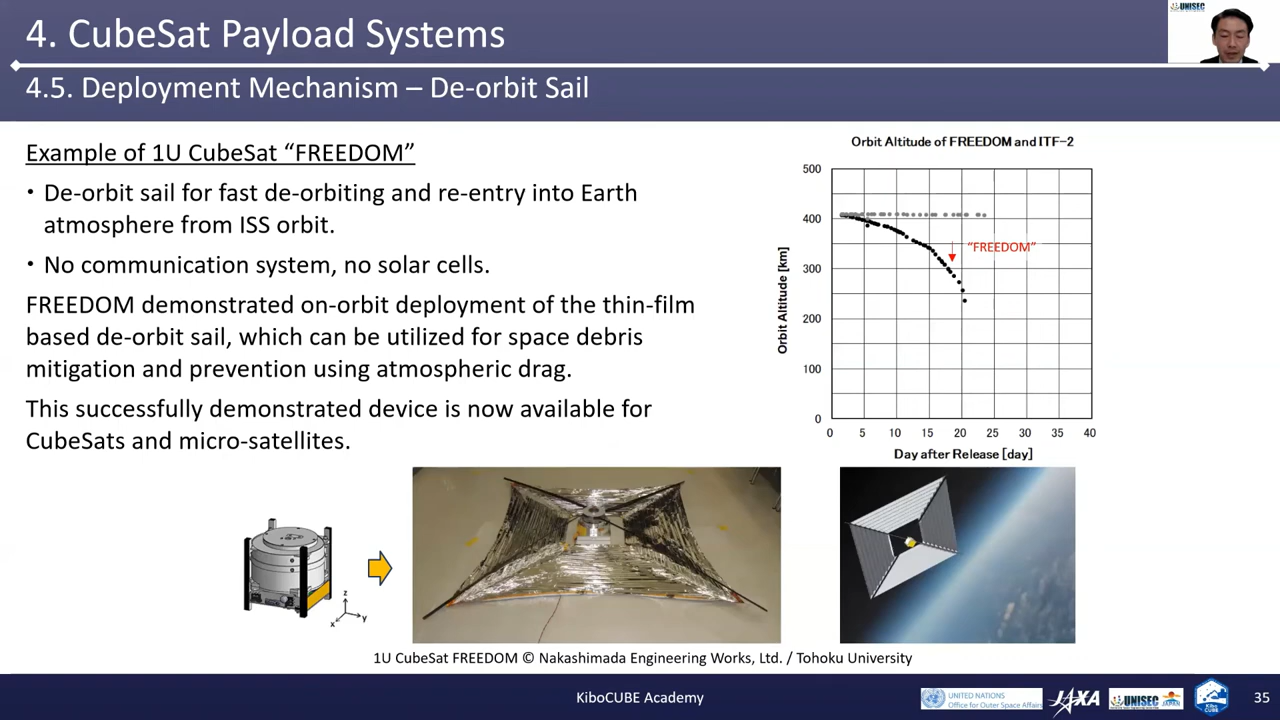 4. CubeSat Payload Systems
UNISEC
4.5. Deployment Mechanism – De-orbit Sail
Example of 1U CubeSat “FREEDOM”
• De-orbit sail for fast de-orbiting and re-entry into Earth
atmosphere from ISS orbit.
• No communication system, no solar cells.
FREEDOM demonstrated on-orbit deployment of the thin-film
based de-orbit sail, which can be utilized for space debris
mitigation and prevention using atmospheric drag.
This successfully demonstrated device is now available for
CubeSats and micro-satellites.
Orbit Altitude of FREEDOM and ITF-2
Orbit Altitude [km]
500
400
300
200
100
0
“FREEDOM”
0 5 10 15 20 25 30 35 40
Day after Release [day]
z
x
y
1U CubeSat FREEDOM © Nakashimada Engineering Works, Ltd. / Tohoku University
KiboCUBE Academy
UNITED NATIONS
Office for Outer Space Affairs
JAXA
UNISEC
JAPAN
Kibo
CUBE
35